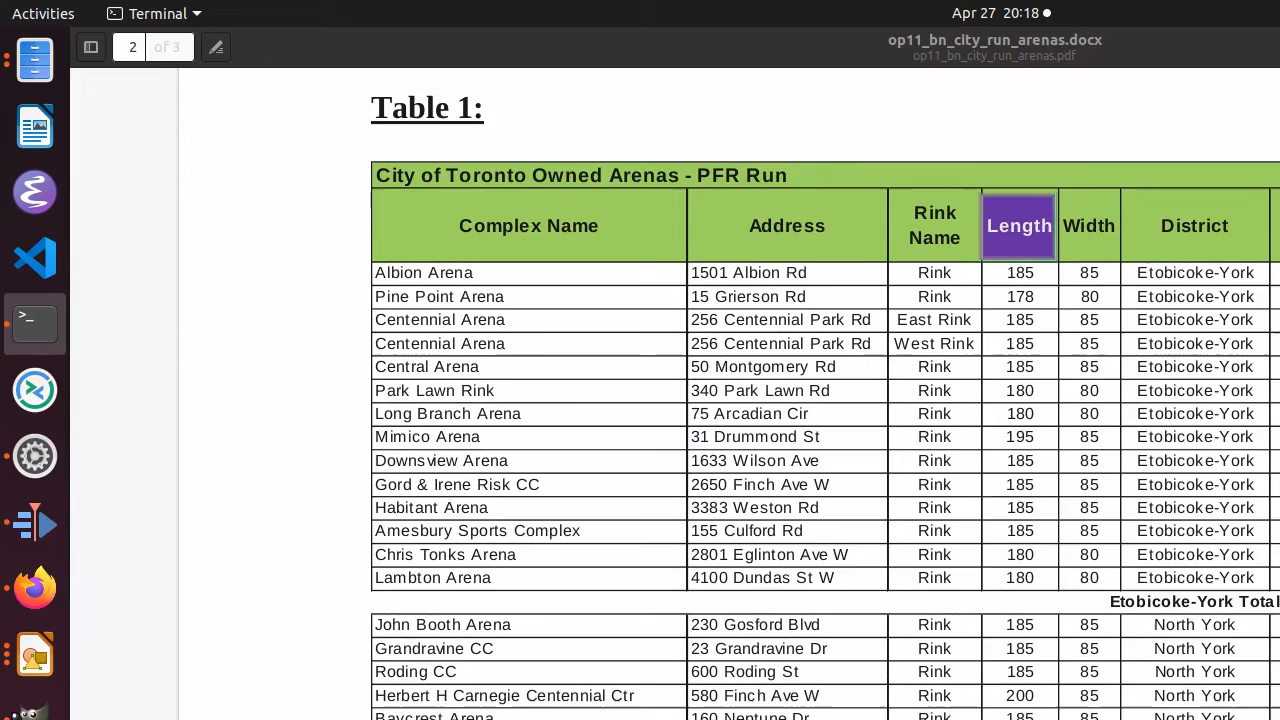 Activities Terminal Apr 27 20:18
2 of 3 op11_bn_city_run_arenas.docx
op11_bn_city_run_arenas.pdf
Table 1:
City of Toronto Owned Arenas - PFR Run
Complex Name Address Rink Name Length Width District
Albion Arena 1501 Albion Rd Rink 185 85 Etobicoke-York
Pine Point Arena 15 Grierson Rd Rink 178 80 Etobicoke-York
Centennial Arena 256 Centennial Park Rd East Rink 185 85 Etobicoke-York
Centennial Arena 256 Centennial Park Rd West Rink 185 85 Etobicoke-York
Central Arena 50 Montgomery Rd Rink 185 85 Etobicoke-York
Park Lawn Rink 340 Park Lawn Rd Rink 180 80 Etobicoke-York
Long Branch Arena 75 Arcadian Cir Rink 180 80 Etobicoke-York
Mimico Arena 31 Drummond St Rink 195 85 Etobicoke-York
Downsview Arena 1633 Wilson Ave Rink 185 85 Etobicoke-York
Gord & Irene Risk CC 2650 Finch Ave W Rink 185 85 Etobicoke-York
Habitant Arena 3383 Weston Rd Rink 185 85 Etobicoke-York
Amesbury Sports Complex 155 Culford Rd Rink 185 85 Etobicoke-York
Chris Tonks Arena 2801 Eglinton Ave W Rink 180 80 Etobicoke-York
Lambton Arena 4100 Dundas St W Rink 180 80 Etobicoke-York
Etobicoke-York Total
John Booth Arena 230 Gosford Blvd Rink 185 85 North York
Grandravine CC 23 Grandravine Dr Rink 185 85 North York
Roding CC 600 Roding St Rink 185 85 North York
Herbert H Carnegie Centennial Ctr 580 Finch Ave W Rink 200 85 North York
Baycrest Arena 160 Neptune Dr Rink 185 85 North York